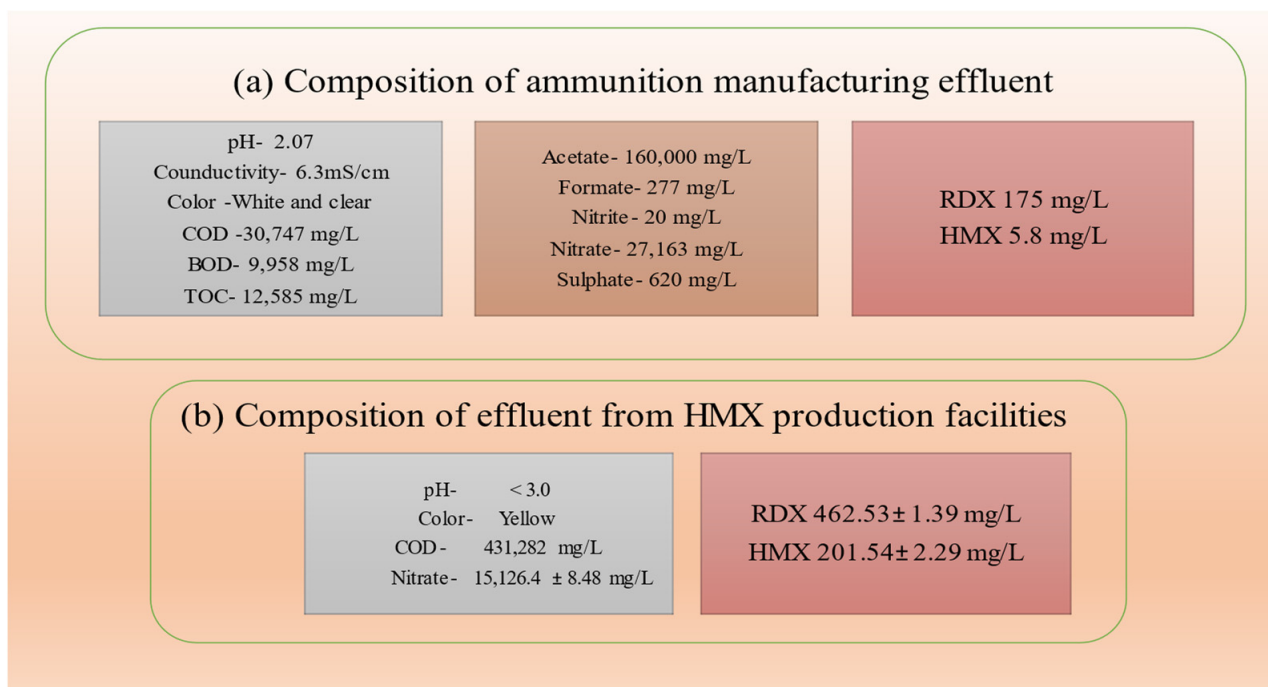 (a) Composition of ammunition manufacturing effluent
pH- 2.07
Counductivity- 6.3mS/cm
Color -White and clear
COD -30,747 mg/L
BOD- 9,958 mg/L
TOC- 12,585 mg/L
Acetate- 160,000 mg/L
Formate- 277 mg/L
Nitrite- 20 mg/L
Nitrate- 27,163 mg/L
Sulphate- 620 mg/L
RDX 175 mg/L
HMX 5.8 mg/L
(b) Composition of effluent from HMX production facilities
pH- < 3.0
Color- Yellow
COD- 431,282 mg/L
Nitrate- 15,126.4 ± 8.48 mg/L
RDX 462.53± 1.39 mg/L
HMX 201.54± 2.29 mg/L